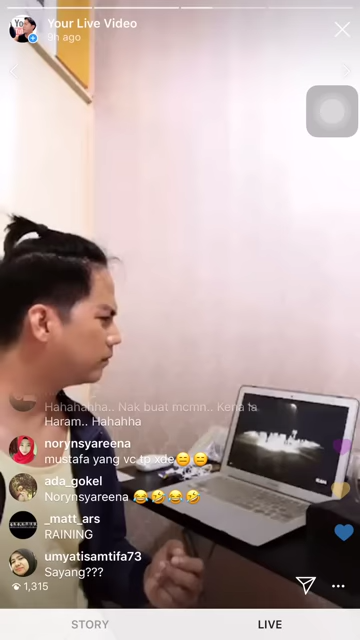 Your Live Video
9h ago
Hahahahha.. Nak buat mcmn.. Kena la
Haram.. Hahahha
norynsyareena
mustafa yang vc tp xde😄😄
ada_gokel
Norynsyareena 😂🤣😂🤣
_matt_ars
RAINING
umyatisamtifa73
Sayang???
1,315
STORY
LIVE